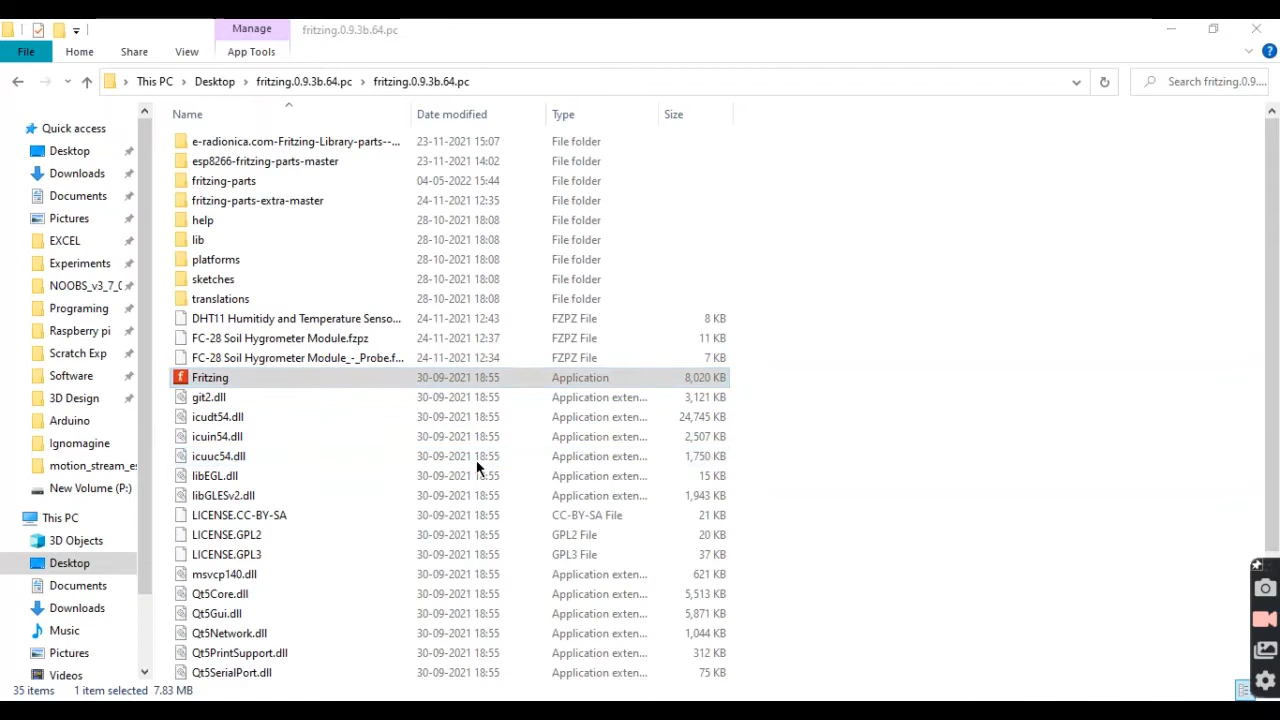 Manage
fritzing.0.9.3b.64.pc
File
Home
Share
View
App Tools
This PC
Desktop
fritzing.0.9.3b.64.pc
fritzing.0.9.3b.64.pc
Search fritzing.0.9....
Name
Date modified
Type
Size
e-radionica.com-Fritzing-Library-parts--... 23-11-2021 15:07 File folder
esp8266-fritzing-parts-master 23-11-2021 14:02 File folder
fritzing-parts 04-05-2022 15:44 File folder
fritzing-parts-extra-master 24-11-2021 12:35 File folder
help 28-10-2021 18:08 File folder
lib 28-10-2021 18:08 File folder
platforms 28-10-2021 18:08 File folder
sketches 28-10-2021 18:08 File folder
translations 28-10-2021 18:08 File folder
DHT11 Humitidy and Temperature Senso... 24-11-2021 12:43 FZPZ File 8 KB
FC-28 Soil Hygrometer Module.fzpz 24-11-2021 12:37 FZPZ File 11 KB
FC-28 Soil Hygrometer Module_-_Probe.f... 24-11-2021 12:34 FZPZ File 7 KB
Fritzing 30-09-2021 18:55 Application 8,020 KB
git2.dll 30-09-2021 18:55 Application exten... 3,121 KB
icudt54.dll 30-09-2021 18:55 Application exten... 24,745 KB
icuin54.dll 30-09-2021 18:55 Application exten... 2,507 KB
icuuc54.dll 30-09-2021 18:55 Application exten... 1,750 KB
libEGL.dll 30-09-2021 18:55 Application exten... 15 KB
libGLESv2.dll 30-09-2021 18:55 Application exten... 1,943 KB
LICENSE.CC-BY-SA 30-09-2021 18:55 CC-BY-SA File 21 KB
LICENSE.GPL2 30-09-2021 18:55 GPL2 File 20 KB
LICENSE.GPL3 30-09-2021 18:55 GPL3 File 37 KB
msvcp140.dll 30-09-2021 18:55 Application exten... 621 KB
Qt5Core.dll 30-09-2021 18:55 Application exten... 5,513 KB
Qt5Gui.dll 30-09-2021 18:55 Application exten... 5,871 KB
Qt5Network.dll 30-09-2021 18:55 Application exten... 1,044 KB
Qt5PrintSupport.dll 30-09-2021 18:55 Application exten... 312 KB
Qt5SerialPort.dll 30-09-2021 18:55 Application exten... 75 KB
Quick access
Desktop
Downloads
Documents
Pictures
EXCEL
Experiments
NOOBS_v3_7_0
Programing
Raspberry pi
Scratch Exp
Software
3D Design
Arduino
Ignomagine
motion_stream_es
New Volume (P:)
This PC
3D Objects
Desktop
Documents
Downloads
Music
Pictures
Videos
35 items
1 item selected 7.83 MB